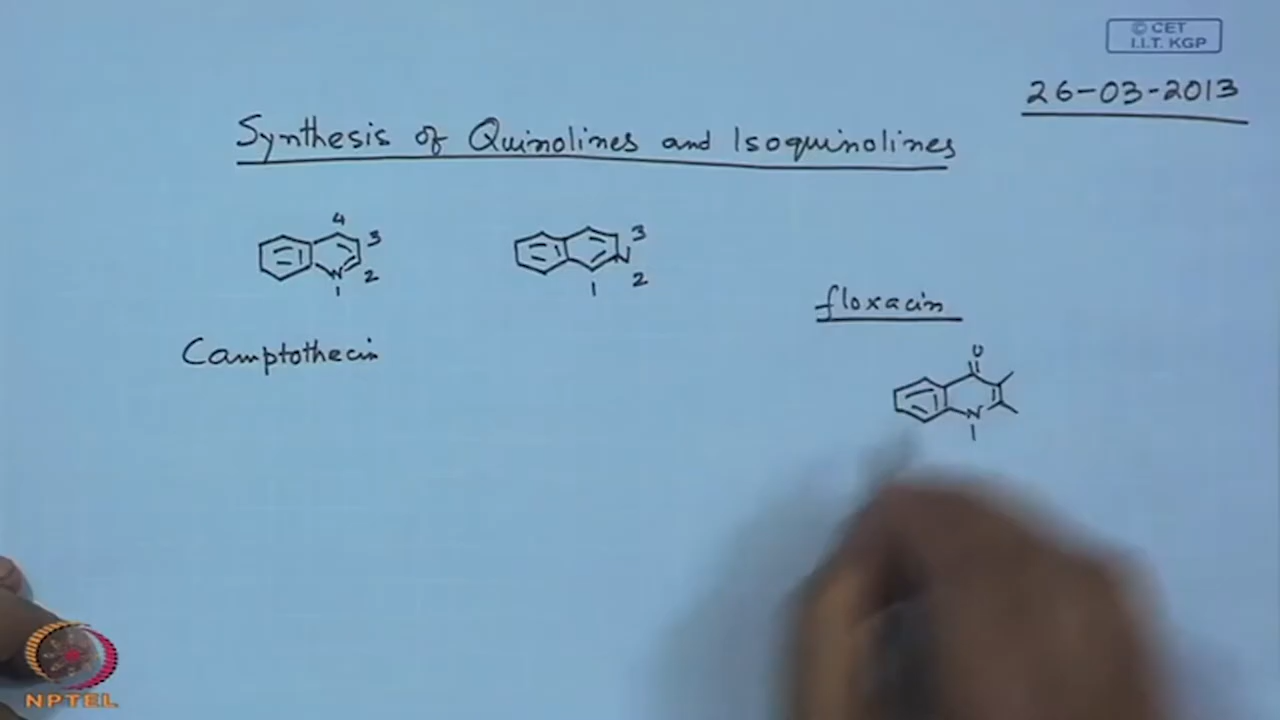 © CET
I.I.T. KGP
26-03-2013
Synthesis of Quinolines and Isoquinolines
4
3
N
2
1
3
N
2
1
floxacin
Camptothecin
O
N
NPTEL